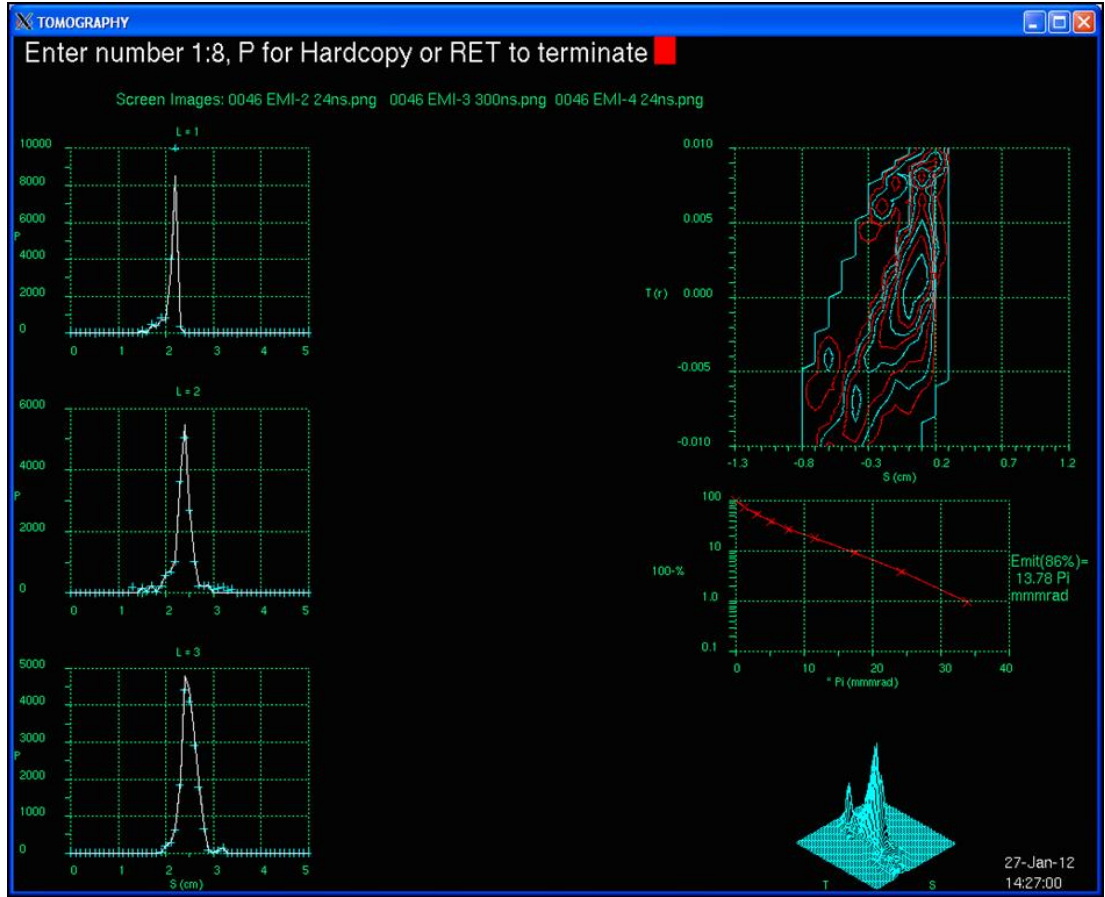 TOMOGRAPHY
Enter number 1:8, P for Hardcopy or RET to terminate
Screen Images: 0046 EMI-2 24ns.png 0046 EMI-3 300ns.png 0046 EMI-4 24ns.png
L = 1
10000
8000
6000
P
4000
2000
0
0 1 2 3 4 5
L = 2
6000
4000
P
2000
0
0 1 2 3 4 5
L = 3
5000
4000
3000
P
2000
1000
0
0 1 2 3 4 5
S (cm)
0.010
0.005
T (r) 0.000
-0.005
-0.010
-1.3 -0.8 -0.3 0.2 0.7 1.2
S (cm)
100
10
100-%
1.0
0.1
0 10 20 30 40
* Pi (mmmrad)
Emit(86%)=
13.78 Pi
mmmrad
T S
27-Jan-12
14:27:00